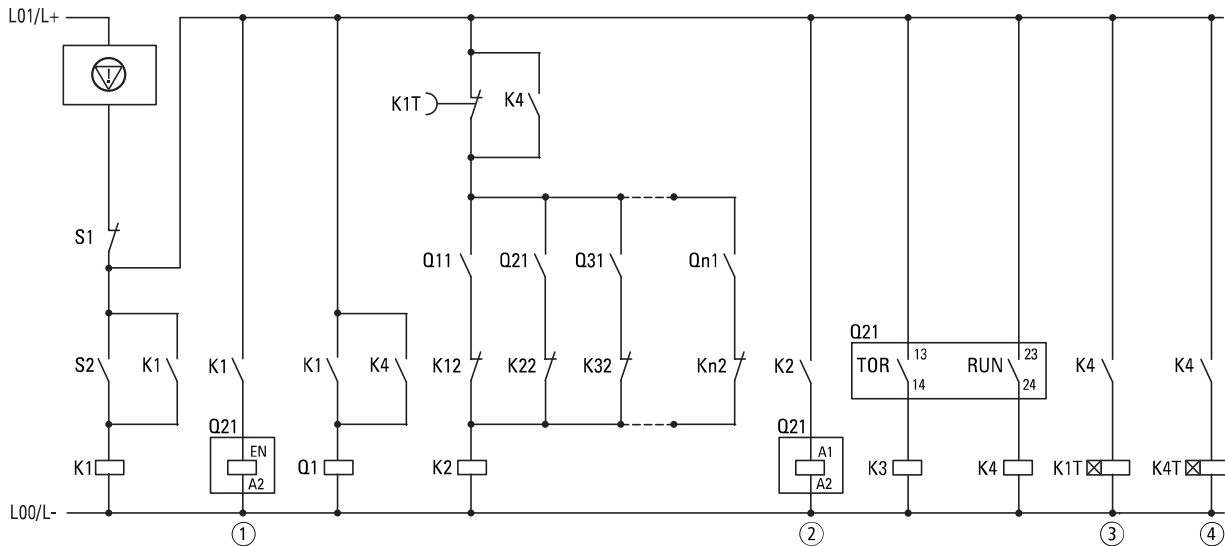 L01/L+
!
K1T
K4
S1
Q11
Q21
Q31
Qn1
Q21
S2
K1
K1
K1
K4
K12
K22
K32
Kn2
K2
TOR
13
14
RUN
23
24
K4
K4
Q21
EN
A2
Q21
A1
A2
K1
Q1
K2
K3
K4
K1T
K4T
L00/L-
1
2
3
4